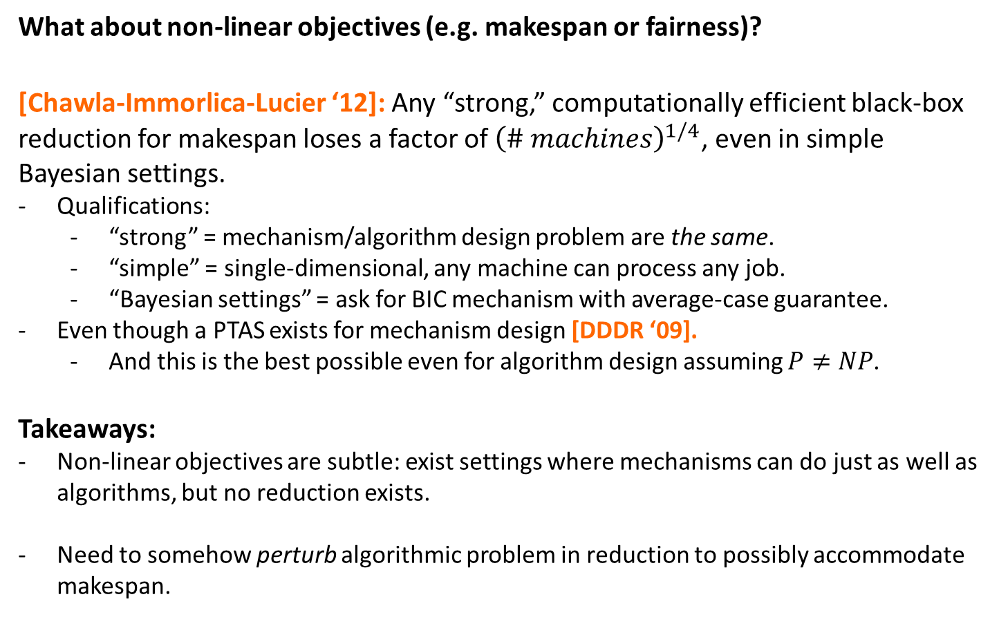 What about non-linear objectives (e.g. makespan or fairness)?
[Chawla-Immorlica-Lucier ‘12]: Any “strong,” computationally efficient black-box
reduction for makespan loses a factor of (# machines)^{1/4}, even in simple
Bayesian settings.
- Qualifications:
- “strong” = mechanism/algorithm design problem are the same.
- “simple” = single-dimensional, any machine can process any job.
- “Bayesian settings” = ask for BIC mechanism with average-case guarantee.
- Even though a PTAS exists for mechanism design [DDDR ‘09].
- And this is the best possible even for algorithm design assuming P ≠ NP.
Takeaways:
- Non-linear objectives are subtle: exist settings where mechanisms can do just as well as
algorithms, but no reduction exists.
- Need to somehow perturb algorithmic problem in reduction to possibly accommodate
makespan.